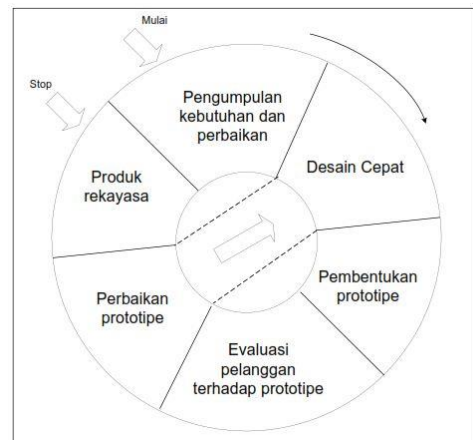 Mulai
Stop
Pengumpulan
kebutuhan dan
perbaikan
Desain Cepat
Pembentukan
prototipe
Evaluasi
pelanggan
terhadap prototipe
Perbaikan
prototipe
Produk
rekayasa